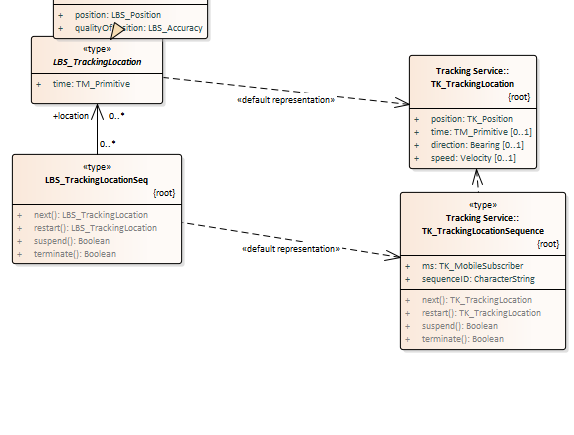 + position: LBS_Position
+ qualityOfPosition: LBS_Accuracy
«type»
LBS_TrackingLocation
+ time: TM_Primitive
«default representation»
Tracking Service::
TK_TrackingLocation
{root}
+ position: TK_Position
+ time: TM_Primitive [0..1]
+ direction: Bearing [0..1]
+ speed: Velocity [0..1]
+location 0..*
0..*
«type»
LBS_TrackingLocationSeq
{root}
+ next(): LBS_TrackingLocation
+ restart(): LBS_TrackingLocation
+ suspend(): Boolean
+ terminate(): Boolean
«default representation»
«type»
Tracking Service::
TK_TrackingLocationSequence
{root}
+ ms: TK_MobileSubscriber
+ sequenceID: CharacterString
+ next(): TK_TrackingLocation
+ restart(): TK_TrackingLocation
+ suspend(): Boolean
+ terminate(): Boolean